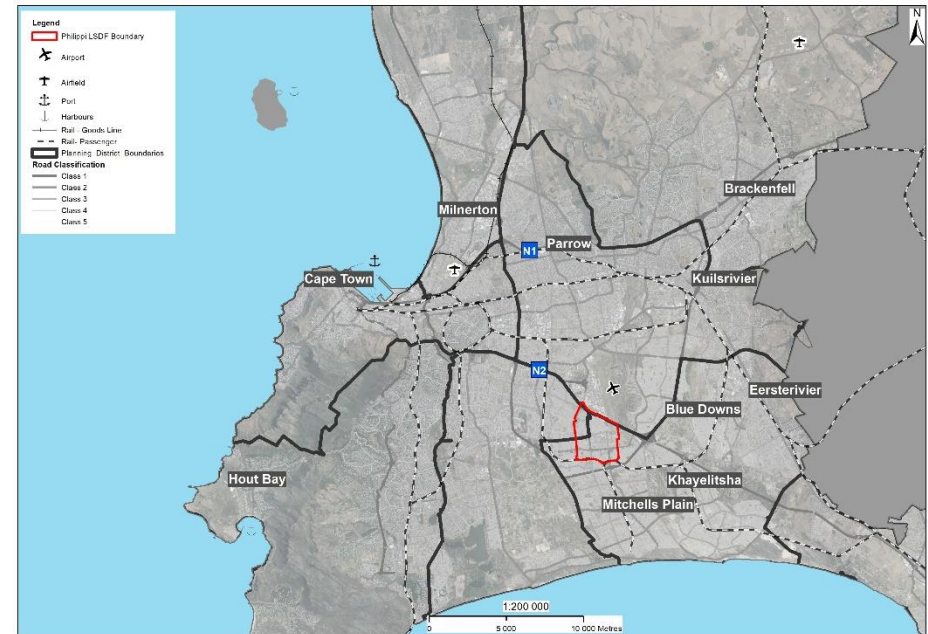 Legend
Philippi LSDF Boundary
Airport
Airfield
Port
Harbours
Rail - Goods Line
Rail- Passenger
Planning District Boundaries
Road Classification
Class 1
Class 2
Class 3
Class 4
Class 5
N
Brackenfell
Milnerton
N1
Parrow
Cape Town
Kuilsrivier
N2
Eersterivier
Blue Downs
Hout Bay
Khayelitsha
Mitchells Plain
1:200 000
0
5 000
10 000 Metres